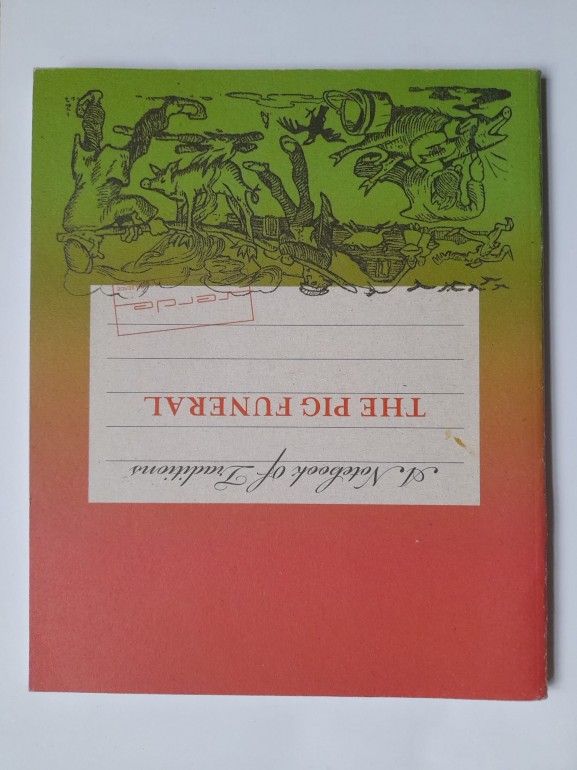 A Notebook of Traditions
THE PIG FUNERAL